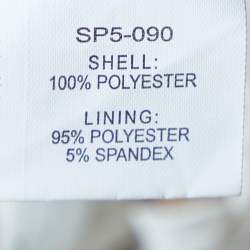 SP5-090
SHELL:
100% POLYESTER
LINING:
95% POLYESTER
5% SPANDEX